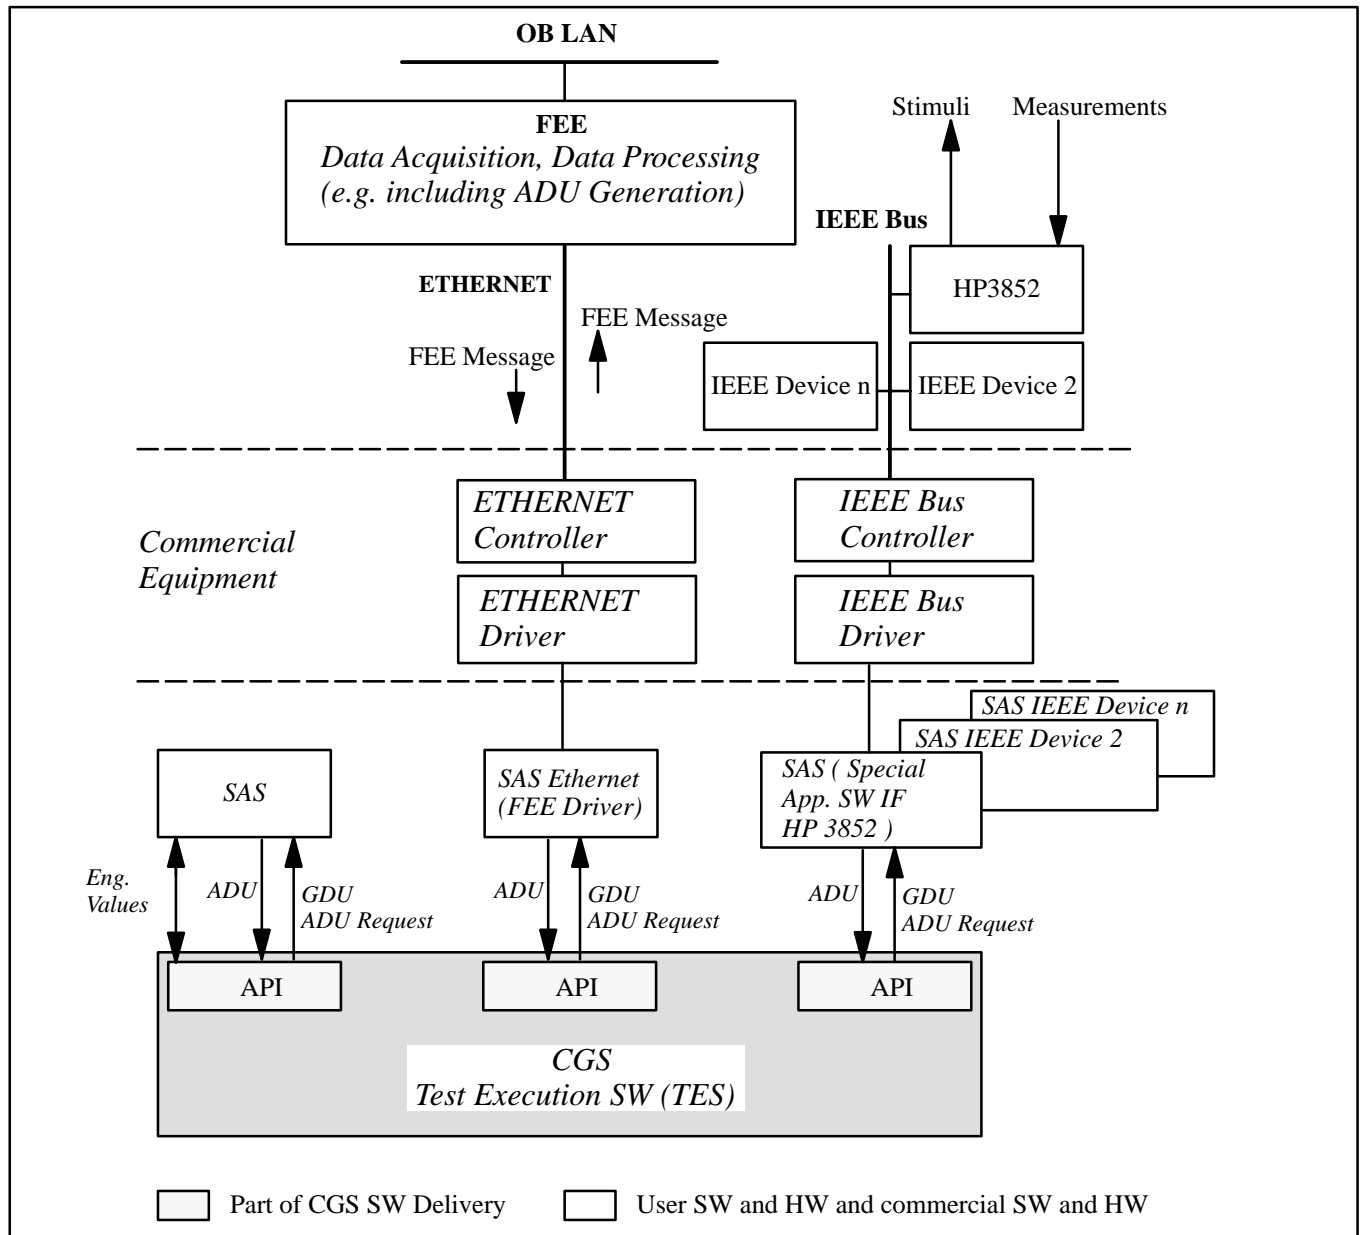 OB LAN
FEE
Data Acquisition, Data Processing
(e.g. including ADU Generation)
Stimuli
Measurements
IEEE Bus
HP3852
ETHERNET
FEE Message
FEE Message
IEEE Device n
IEEE Device 2
Commercial
Equipment
ETHERNET
Controller
IEEE Bus
Controller
ETHERNET
Driver
IEEE Bus
Driver
SAS IEEE Device n
SAS IEEE Device 2
SAS
SAS Ethernet
(FEE Driver)
SAS ( Special
App. SW IF
HP 3852 )
Eng.
Values
ADU
GDU
ADU Request
ADU
GDU
ADU Request
ADU
GDU
ADU Request
API
API
API
CGS
Test Execution SW (TES)
Part of CGS SW Delivery
User SW and HW and commercial SW and HW